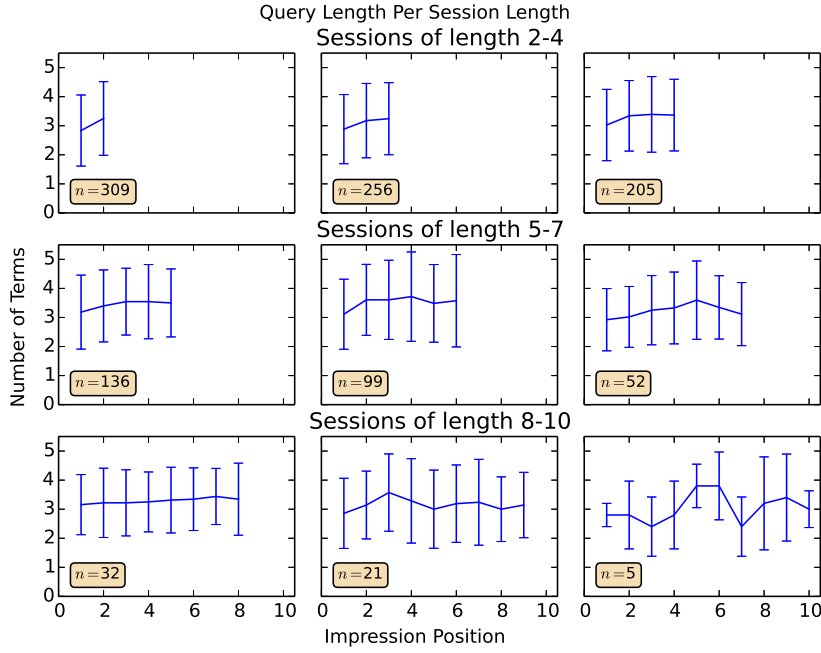 Query Length Per Session Length
Sessions of length 2-4
5
4
3
2
1
0
n=309
n=256
n=205
Sessions of length 5-7
5
4
3
2
1
0
n=136
n=99
n=52
Number of Terms
Sessions of length 8-10
5
4
3
2
1
0
n=32
n=21
n=5
0 2 4 6 8 10 0 2 4 6 8 10 0 2 4 6 8 10
Impression Position